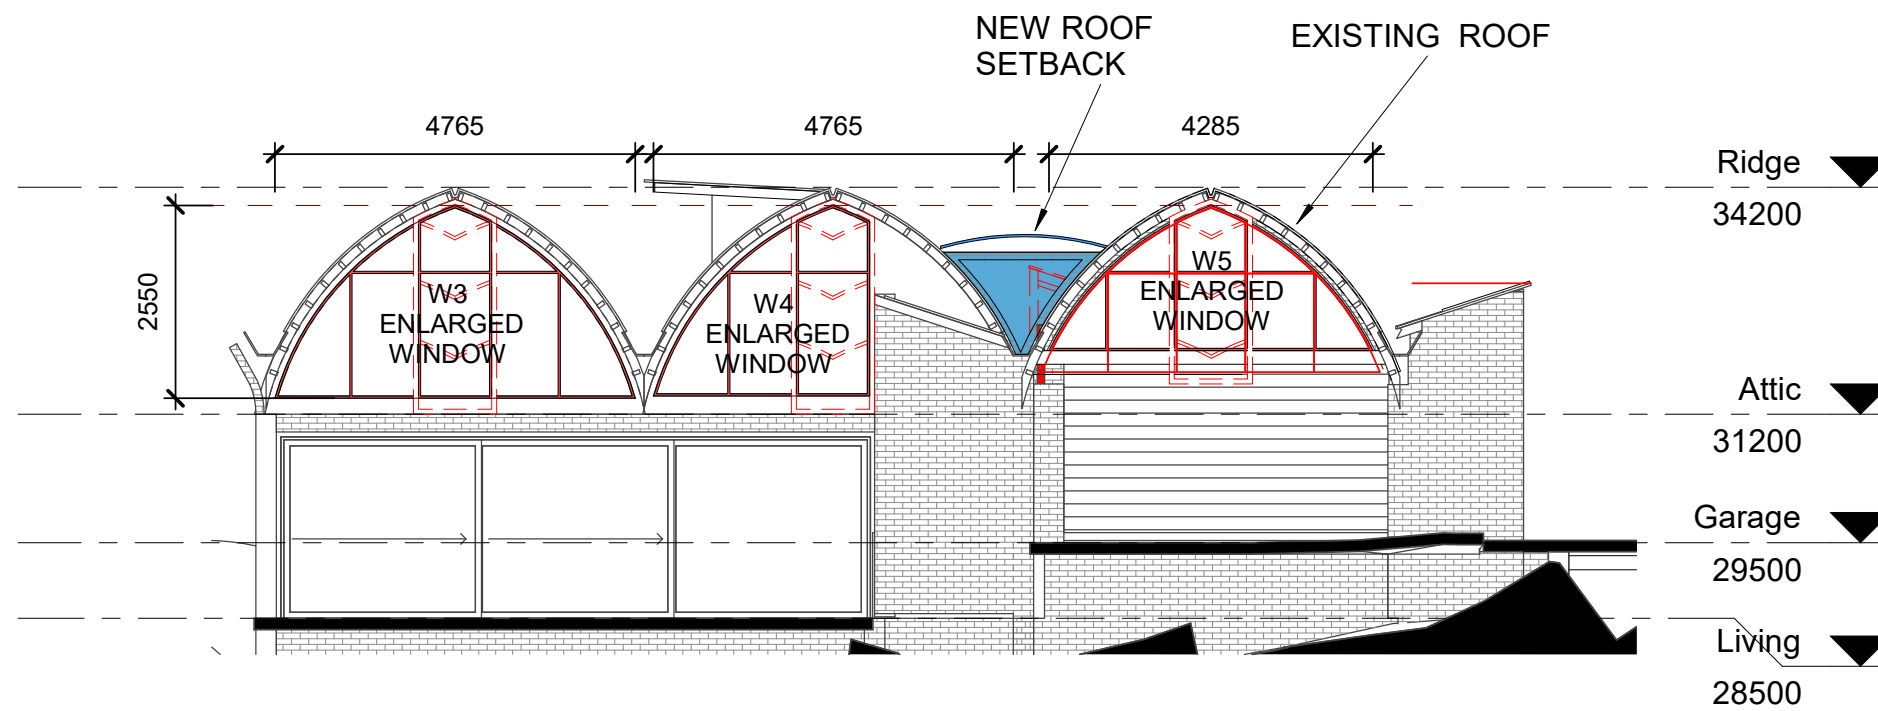 NEW ROOF
SETBACK
EXISTING ROOF
4765
4765
4285
Ridge
34200
2550
W3
ENLARGED
WINDOW
W4
ENLARGED
WINDOW
W5
ENLARGED
WINDOW
Attic
31200
Garage
29500
Living
28500